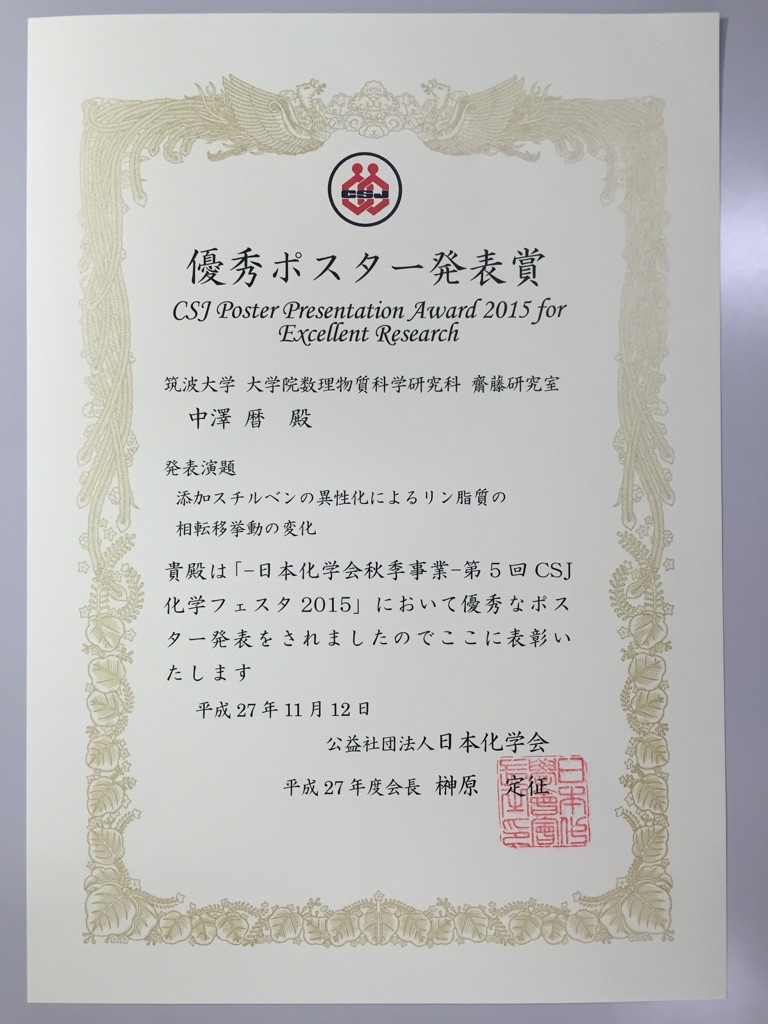 CSJ
優秀ポスター発表賞
CSJ Poster Presentation Award 2015 for
Excellent Research
筑波大学 大学院数理物質科学研究科 齋藤研究室
中澤 暦 殿
発表演題
添加スチルベンの異性化によるリン脂質の
相転移挙動の変化
貴殿は「-日本化学会秋季事業-第5回CSJ
化学フェスタ2015」において優秀なポス
ター発表をされましたのでここに表彰い
たします
平成27年11月12日
公益社団法人日本化学会
平成27年度会長 榊原 定征